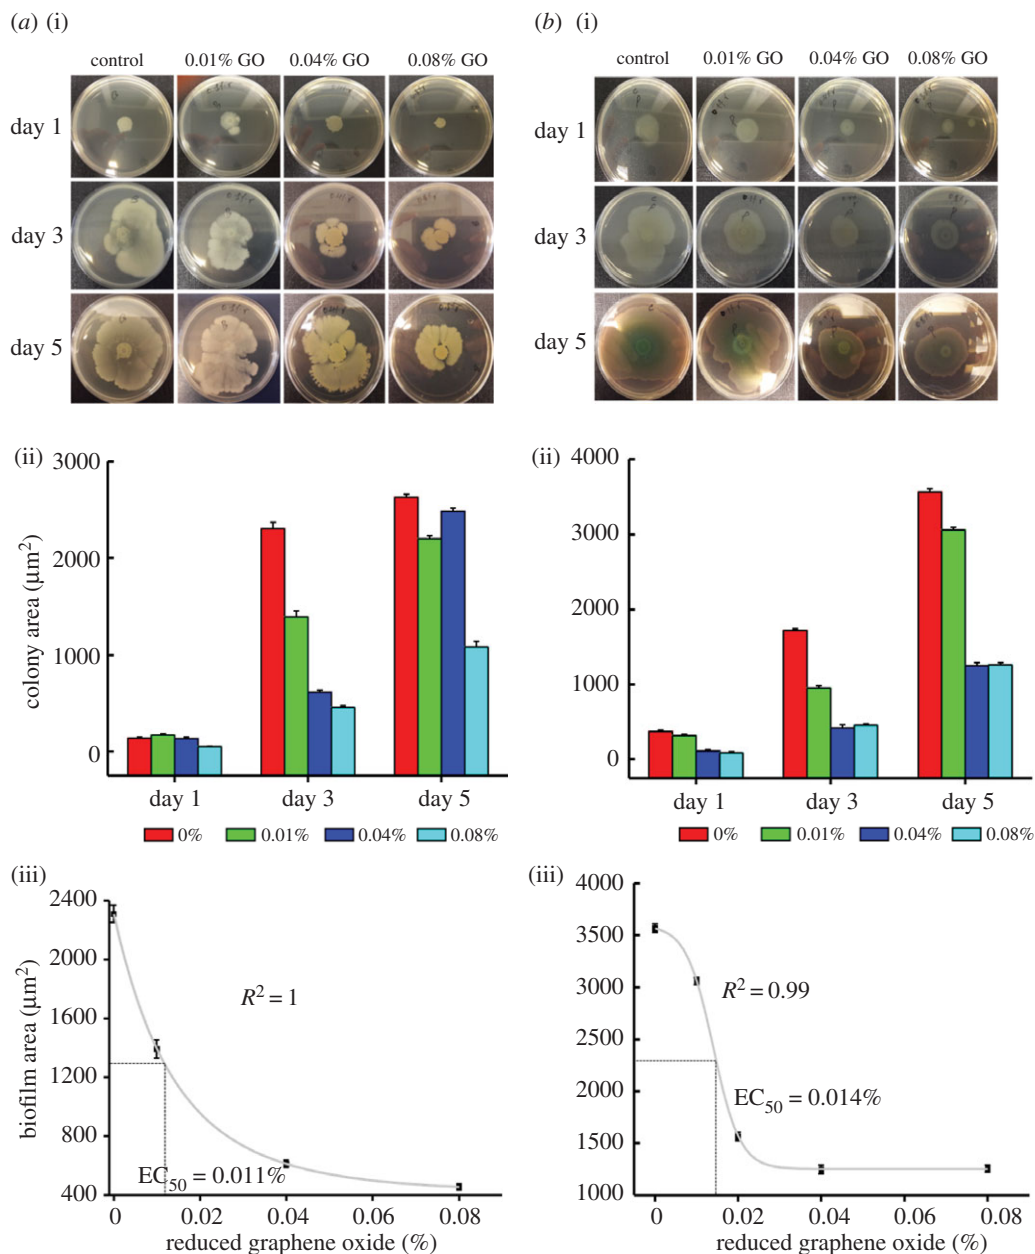 (a) (i)
control 0.01% GO 0.04% GO 0.08% GO
day 1
day 3
day 5
(ii)
3000
2000
1000
0
colony area (μm²)
day 1 day 3 day 5
0% 0.01% 0.04% 0.08%
(iii)
2400
2200
1600
1200
800
400
biofilm area (μm²)
R² = 1
EC₅₀ = 0.011%
0 0.02 0.04 0.06 0.08
reduced graphene oxide (%)
(b) (i)
control 0.01% GO 0.04% GO 0.08% GO
day 1
day 3
day 5
(ii)
4000
3000
2000
1000
0
day 1 day 3 day 5
0% 0.01% 0.04% 0.08%
(iii)
4000
3500
3000
2500
2000
1500
1000
R² = 0.99
EC₅₀ = 0.014%
0 0.02 0.04 0.06 0.08
reduced graphene oxide (%)